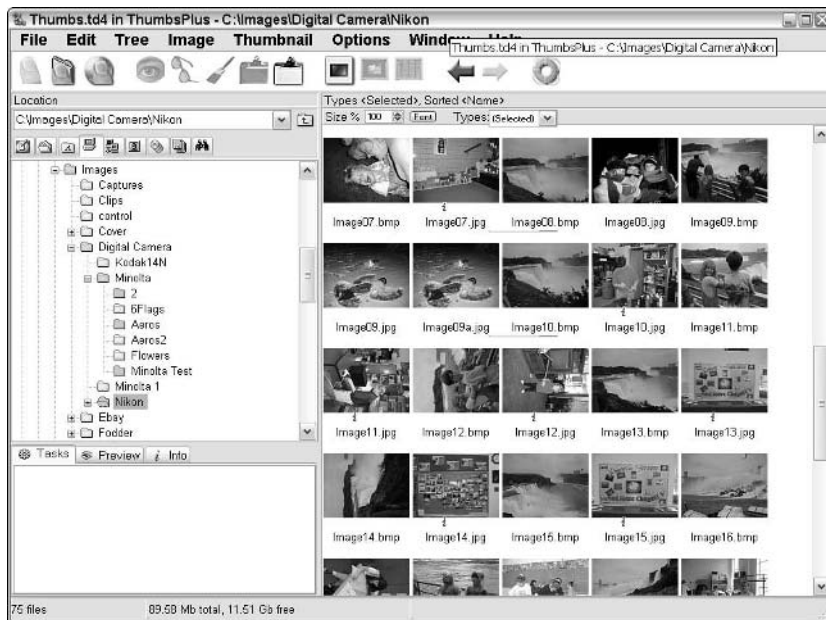 Thumbs.td4 in ThumbsPlus - C:\Images\Digital Camera\Nikon
File Edit Tree Image Thumbnail Options Window Help
Thumbs.td4 in ThumbsPlus - C:\Images\Digital Camera\Nikon
Location
C:\Images\Digital Camera\Nikon
Types <Selected>, Sorted <Name>
Size % 100 Font Types: (Selected)
Images
Captures
Clips
control
Cover
Digital Camera
Kodak14N
Minolta
2
6Flags
Aeros
Aeros2
Flowers
Minolta Test
Minolta 1
Nikon
Ebay
Fodder
Image07.bmp Image07.jpg Image08.bmp Image08.jpg Image09.bmp
Image09.jpg Image09a.jpg Image10.bmp Image10.jpg Image11.bmp
Image11.jpg Image12.bmp Image12.jpg Image13.bmp Image13.jpg
Image14.bmp Image14.jpg Image15.bmp Image15.jpg Image16.bmp
Tasks Preview i Info
75 files 89.58 Mb total, 11.51 Gb free